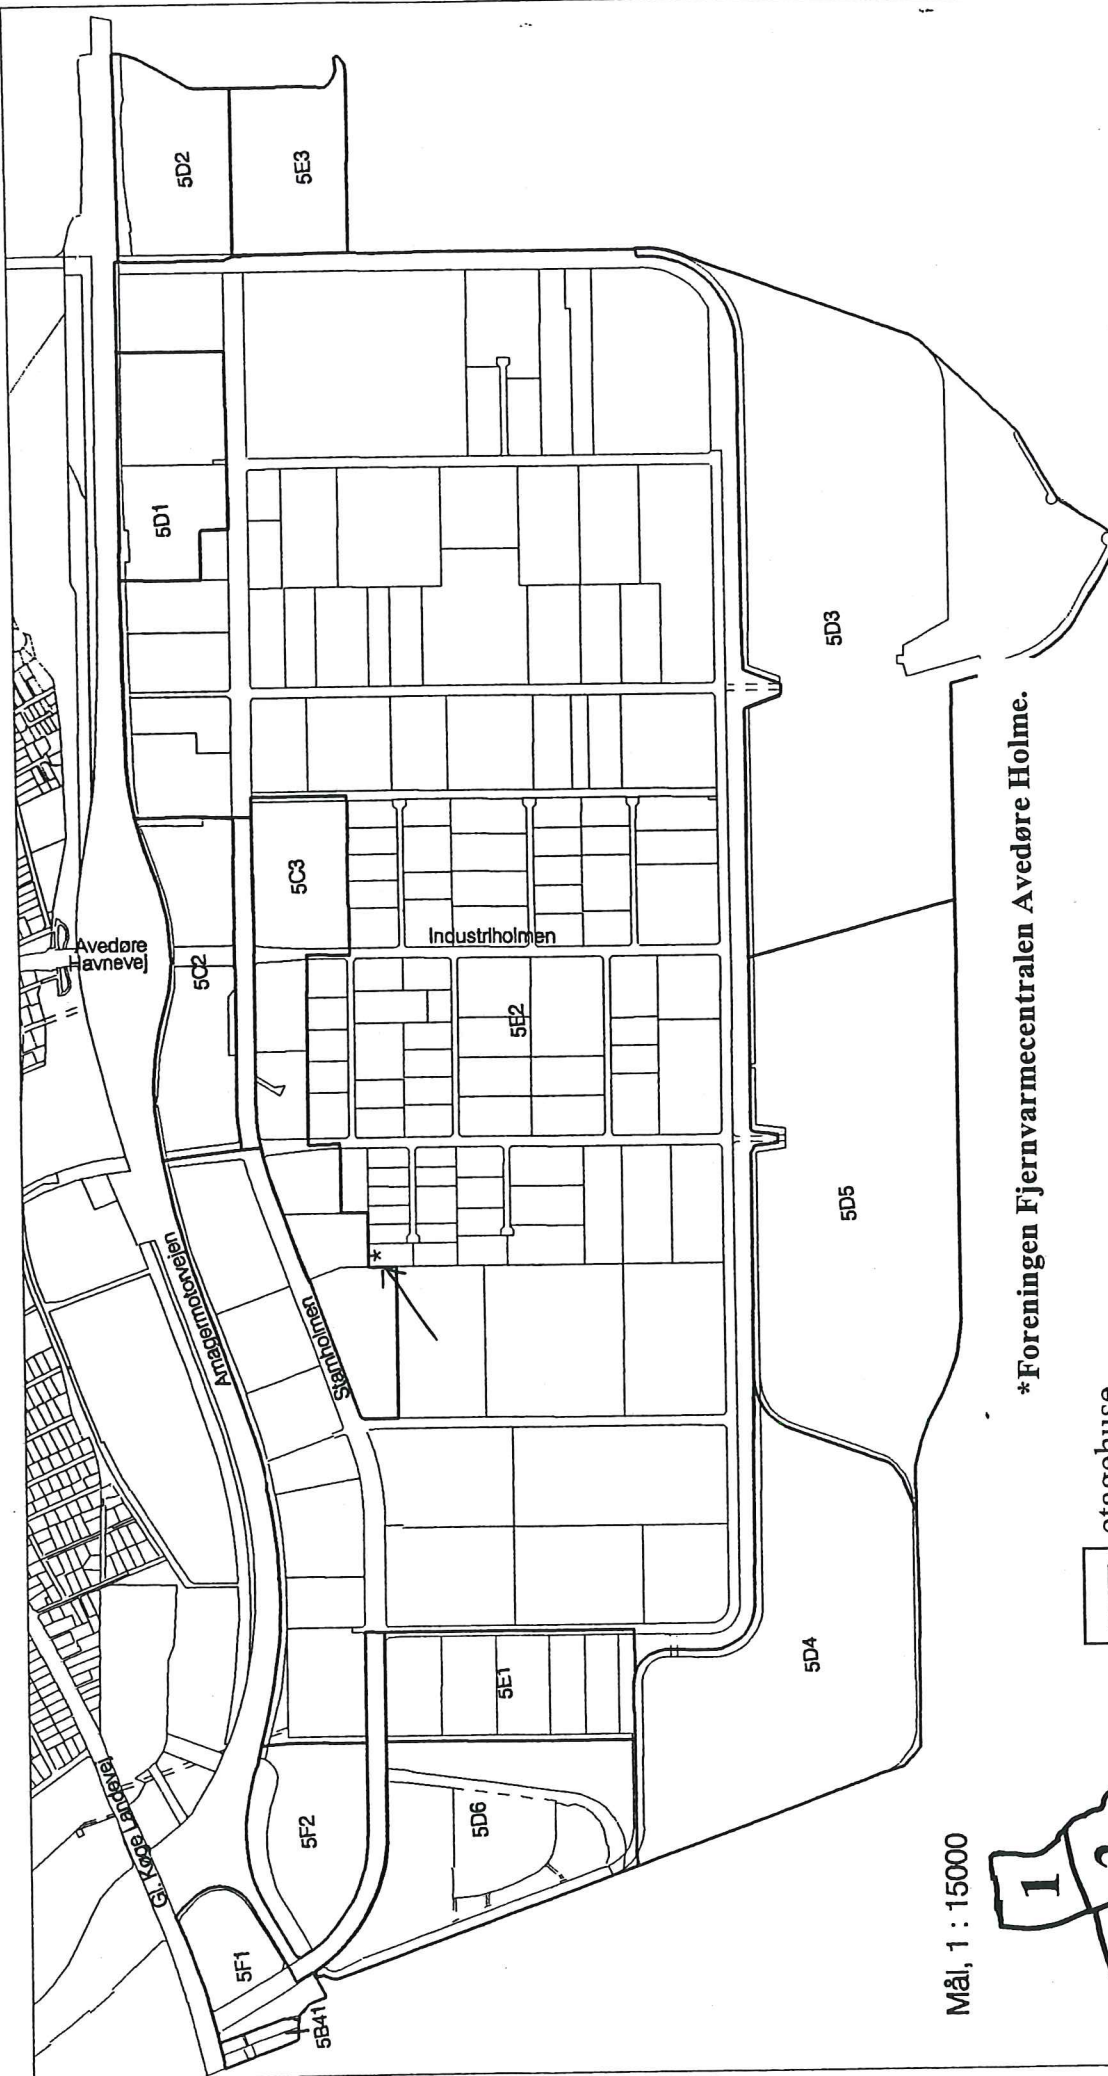 5D2
5E3
5D1
5D3
Avedøre
Havnevej
5C2
5C3
Industriholmen
5E2
Amagermotorvejen
Stamholmen
*
5D5
*Foreningen Fjernvarmecentralen Avedøre Holme.
Gl. Køge Landevej
5E1
5D4
5F2
5D6
5F1
5B41
Mål, 1 : 15000
etagehuse
1